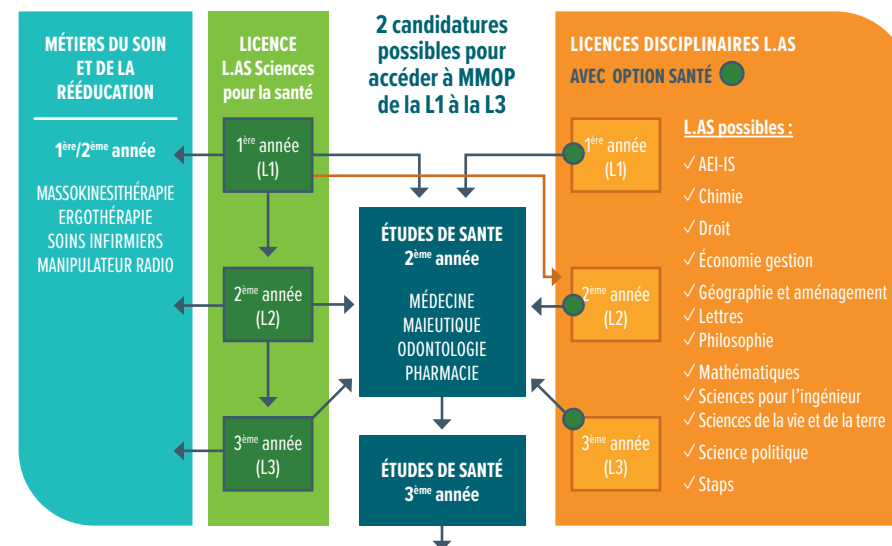 MÉTIERS DU SOIN
ET DE LA
RÉÉDUCATION
1ère/2ème année
MASSOKINESITHÉRAPIE
ERGOTHÉRAPIE
SOINS INFIRMIERS
MANIPULATEUR RADIO
LICENCE
L.AS Sciences
pour la santé
1ère année
(L1)
2ème année
(L2)
3ème année
(L3)
2 candidatures
possibles pour
accéder à MMOP
de la L1 à la L3
ÉTUDES DE SANTE
2ème année
MÉDECINE
MAIEUTIQUE
ODONTOLOGIE
PHARMACIE
ÉTUDES DE SANTÉ
3ème année
LICENCES DISCIPLINAIRES L.AS
AVEC OPTION SANTÉ
1ère année
(L1)
2ème année
(L2)
3ème année
(L3)
L.AS possibles :
✓ AEI-IS
✓ Chimie
✓ Droit
✓ Économie gestion
✓ Géographie et aménagement
✓ Lettres
✓ Philosophie
✓ Mathématiques
✓ Sciences pour l'ingénieur
✓ Sciences de la vie et de la terre
✓ Science politique
✓ Staps